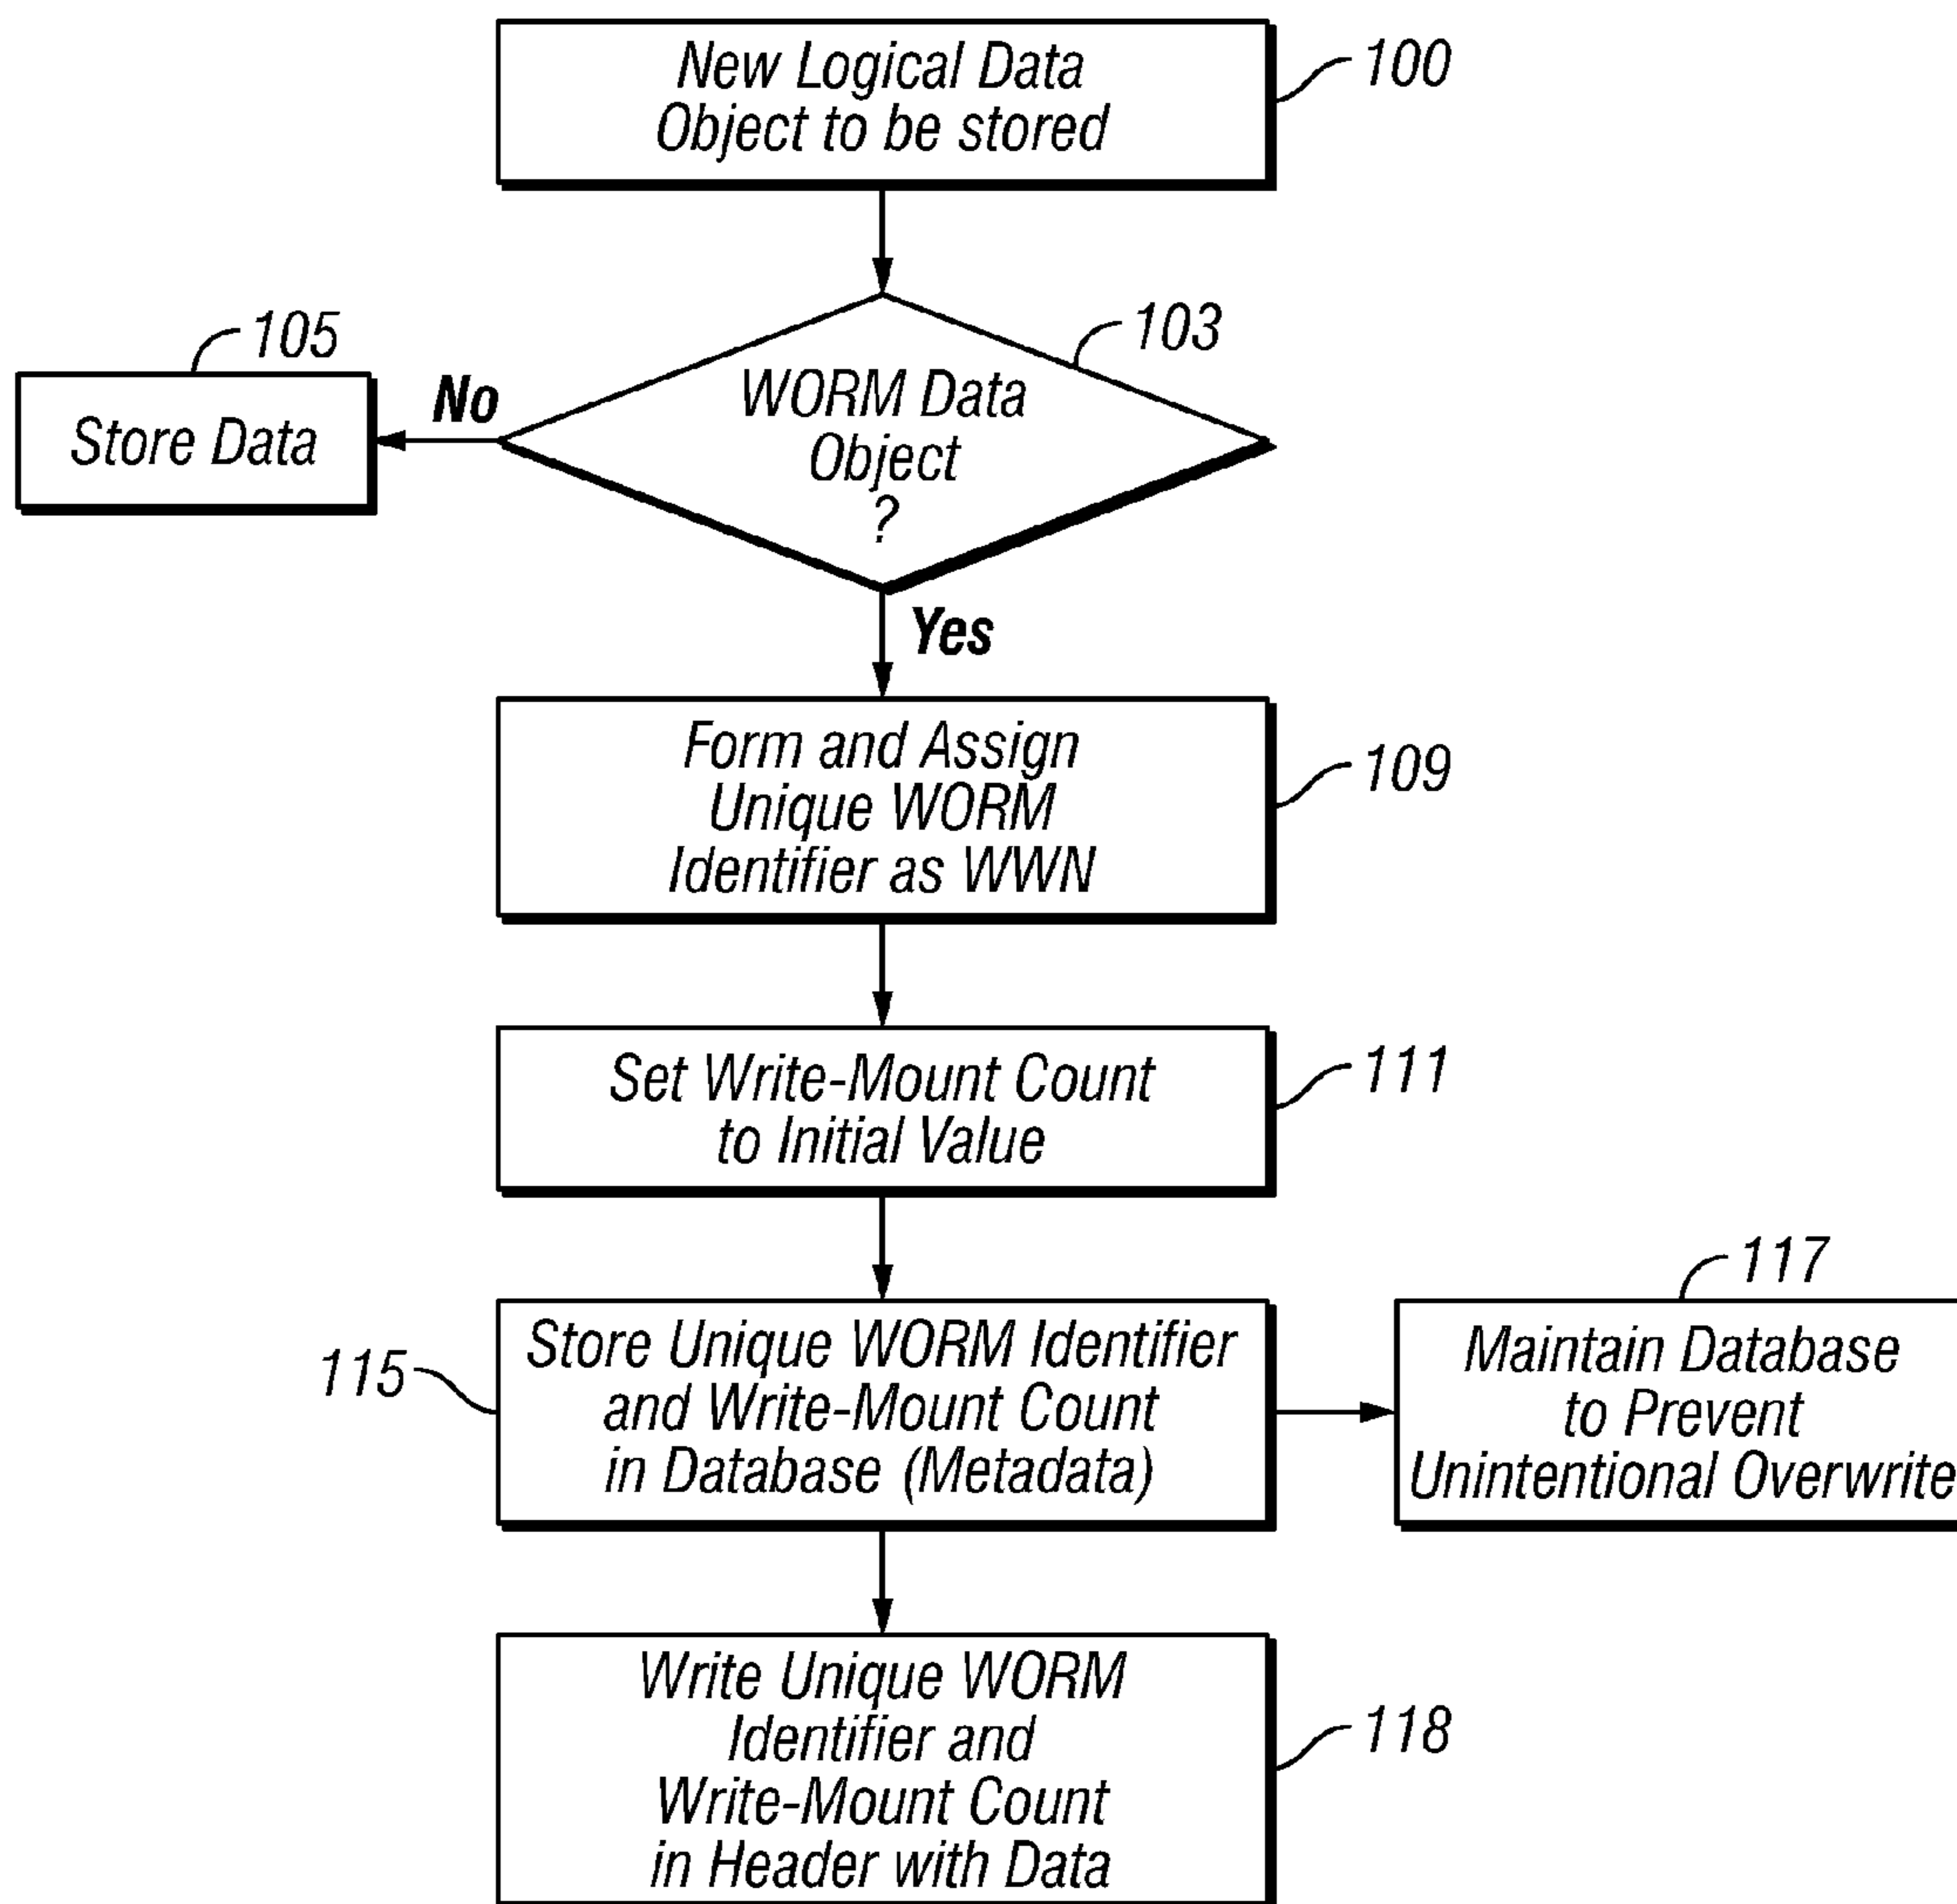 New Logical Data
Object to be stored
100
103
105
WORM Data
Object
?
No
Store Data
Yes
Form and Assign
Unique WORM
Identifier as WWN
109
Set Write-Mount Count
to Initial Value
111
117
115
Store Unique WORM Identifier
and Write-Mount Count
in Database (Metadata)
Maintain Database
to Prevent
Unintentional Overwrite
Write Unique WORM
Identifier and
Write-Mount Count
in Header with Data
118